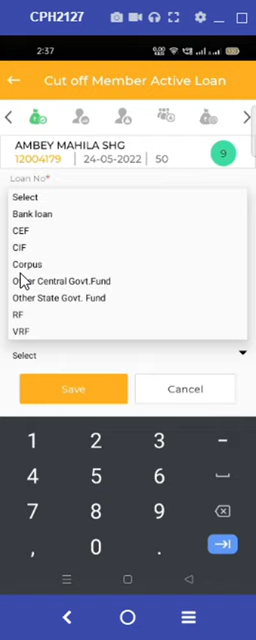 CPH2127
2:37
Cut off Member Active Loan
AMBEY MAHILA SHG
12004179 | 24-05-2022 | 50
9
Loan No*
Select
Bank loan
CEF
CIF
Corpus
Other Central Govt.Fund
Other State Govt. Fund
RF
VRF
Select
Save Cancel
1 2 3 -
4 5 6
7 8 9
, 0 .